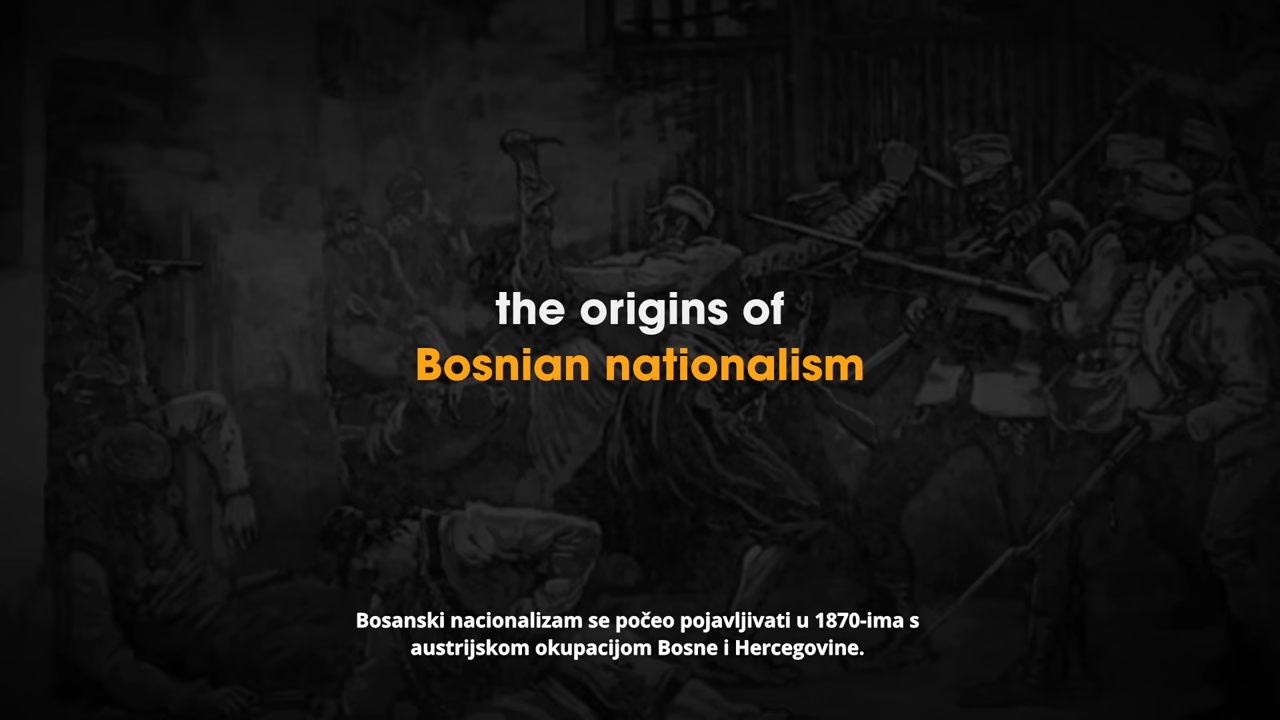 the origins of
Bosnian nationalism
Bosanski nacionalizam se počeo pojavljivati u 1870-ima s
austrijskom okupacijom Bosne i Hercegovine.